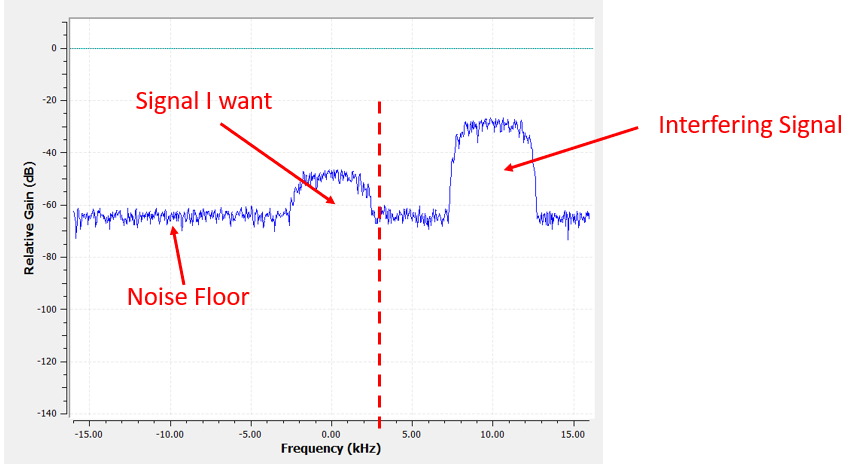 0
-20
Signal I want
Interfering Signal
-40
-60
-80
Noise Floor
-100
-120
-140
Relative Gain (dB)
-15.00 -10.00 -5.00 0.00 5.00 10.00 15.00
Frequency (kHz)